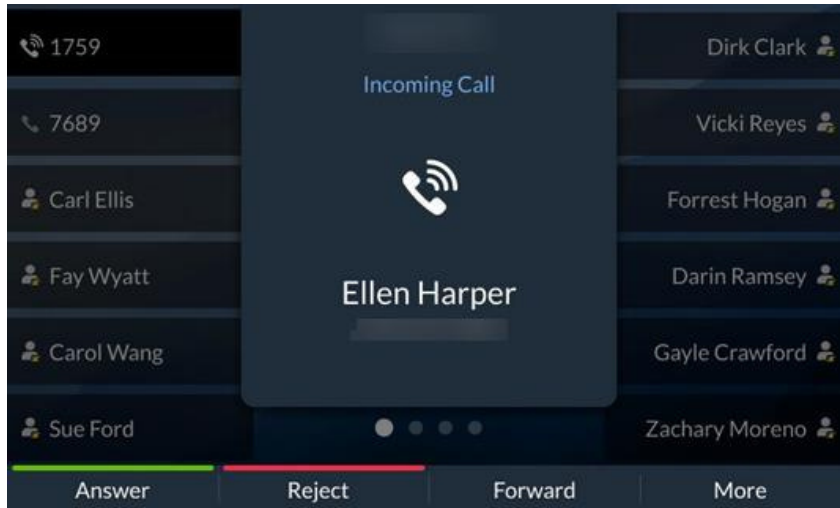 1759
7689
Carl Ellis
Fay Wyatt
Carol Wang
Sue Ford
Incoming Call
Ellen Harper
Dirk Clark
Vicki Reyes
Forrest Hogan
Darin Ramsey
Gayle Crawford
Zachary Moreno
Answer
Reject
Forward
More